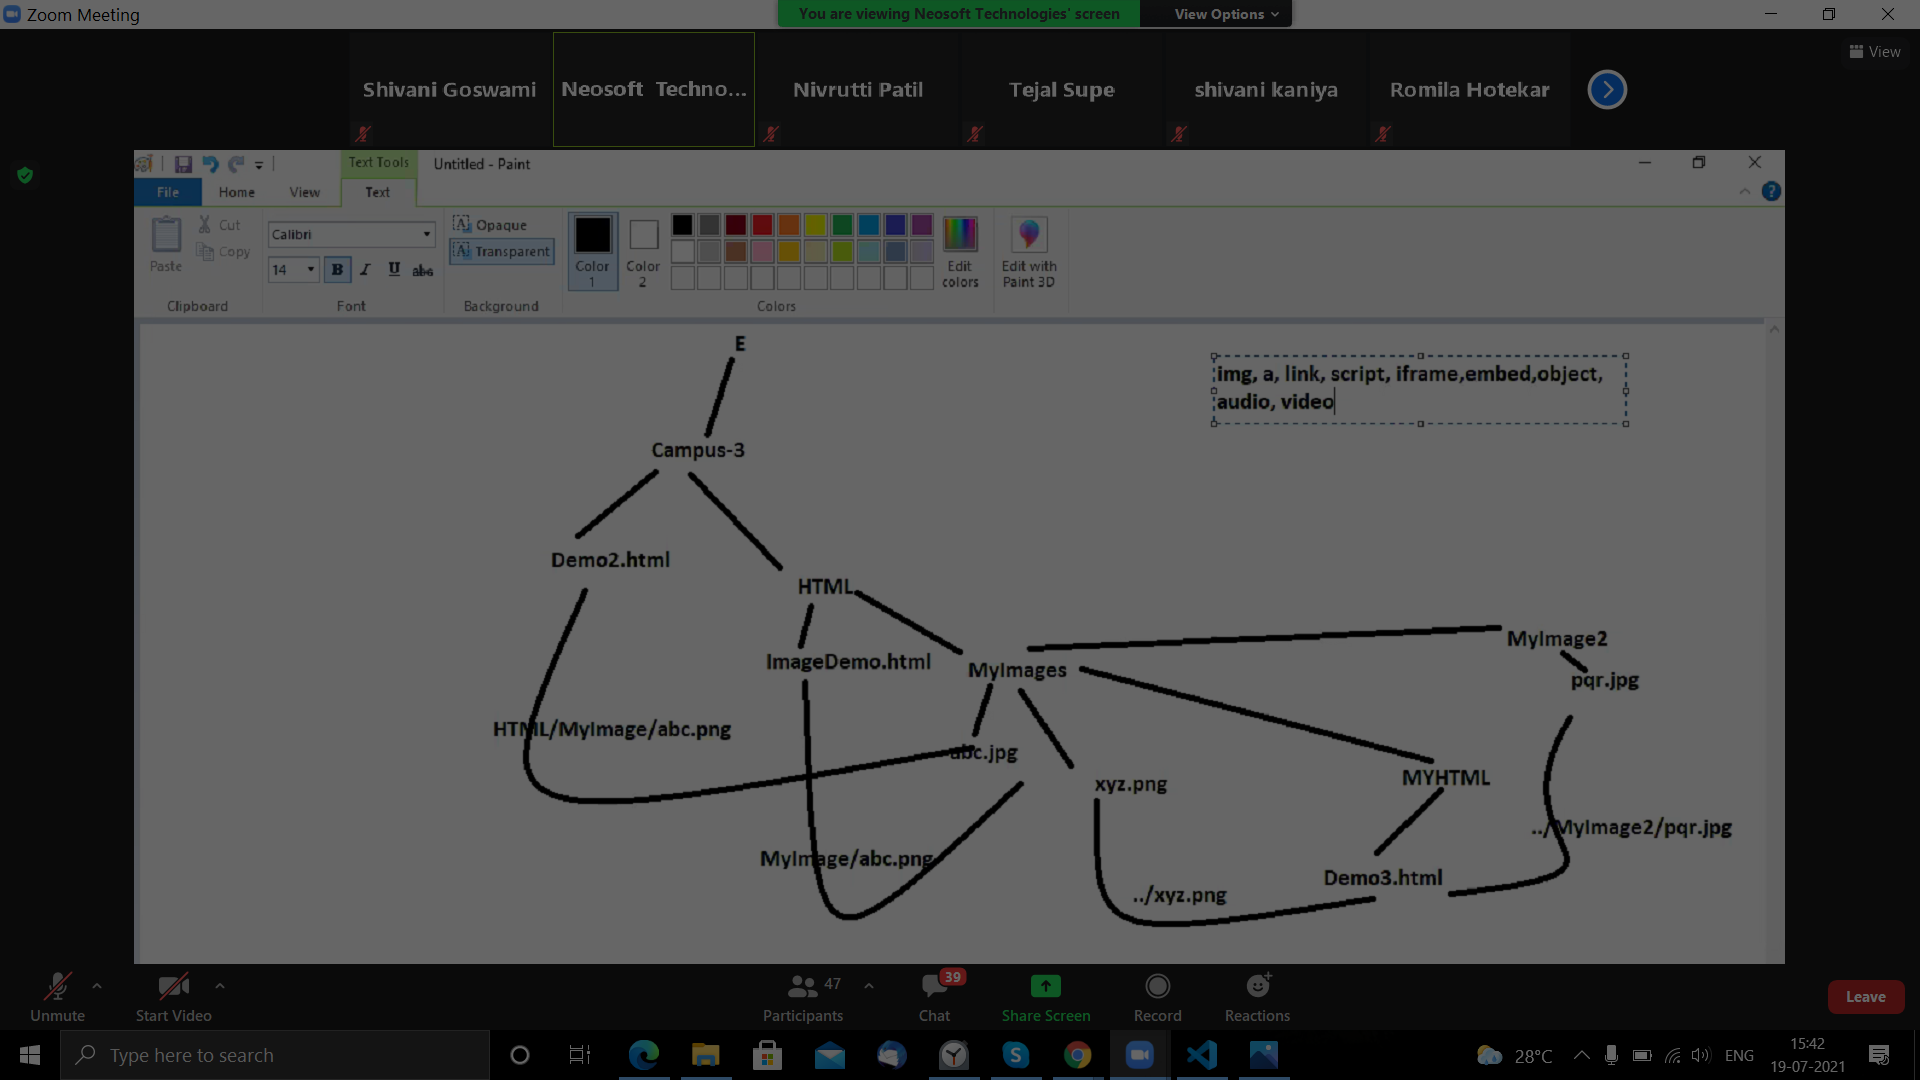 Zoom Meeting
You are viewing Neosoft Technologies' screen
View Options
View
Shivani Goswami
Neosoft Techno...
Nivrutti Patil
Tejal Supe
shivani kaniya
Romila Hotekar
Text Tools
Untitled - Paint
File
Home
View
Text
Paste
Cut
Copy
Clipboard
Calibri
14
B I U abc
Font
Opaque
Transparent
Background
Color 1
Color 2
Colors
Edit colors
Edit with Paint 3D
E
img, a, link, script, iframe,embed,object,
audio, video
Campus-3
Demo2.html
HTML
ImageDemo.html
MyImages
MyImage2
pqr.jpg
HTML/MyImage/abc.png
abc.jpg
xyz.png
MYHTML
../MyImage2/pqr.jpg
MyImage/abc.png
Demo3.html
../xyz.png
Unmute
Start Video
47
Participants
39
Chat
Share Screen
Record
Reactions
Leave
Type here to search
28°C
ENG
15:42
19-07-2021